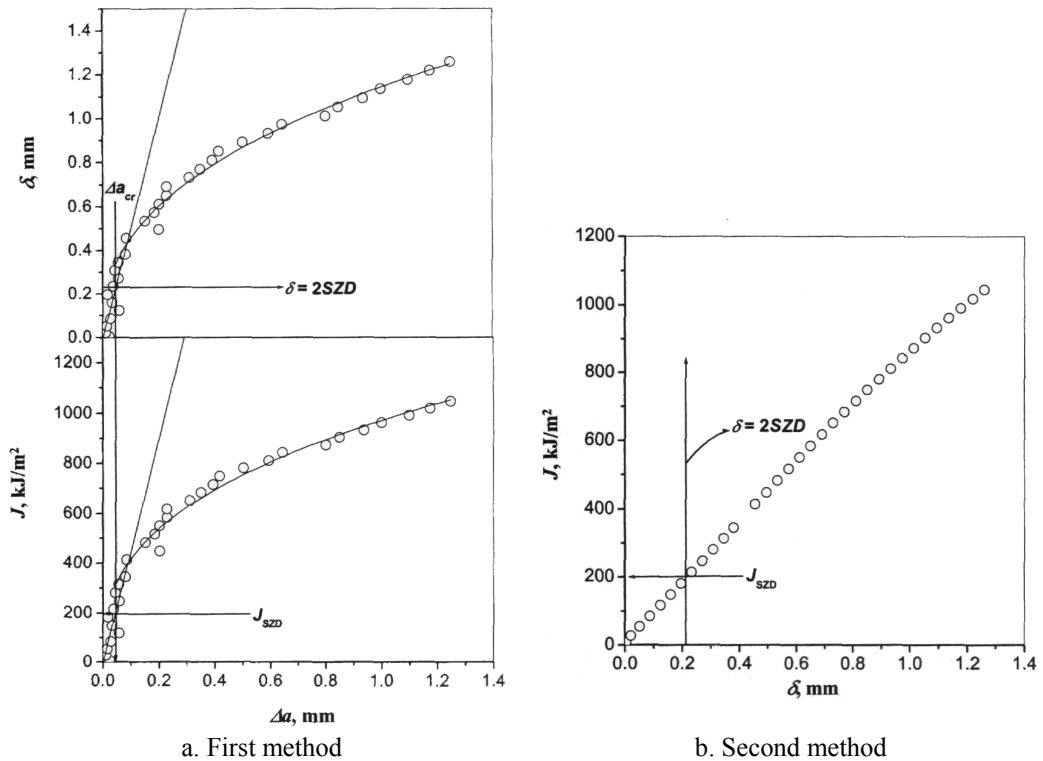 1.4
1.2
1.0
0.8
0.6
0.4
0.2
0.0
δ, mm
Δa_cr
δ = 2SZD
1200
1000
800
600
400
200
0
J, kJ/m²
J_SZD
0.0 0.2 0.4 0.6 0.8 1.0 1.2 1.4
Δa, mm
a. First method
1200
1000
800
600
400
200
0
J, kJ/m²
δ = 2SZD
J_SZD
0.0 0.2 0.4 0.6 0.8 1.0 1.2 1.4
δ, mm
b. Second method